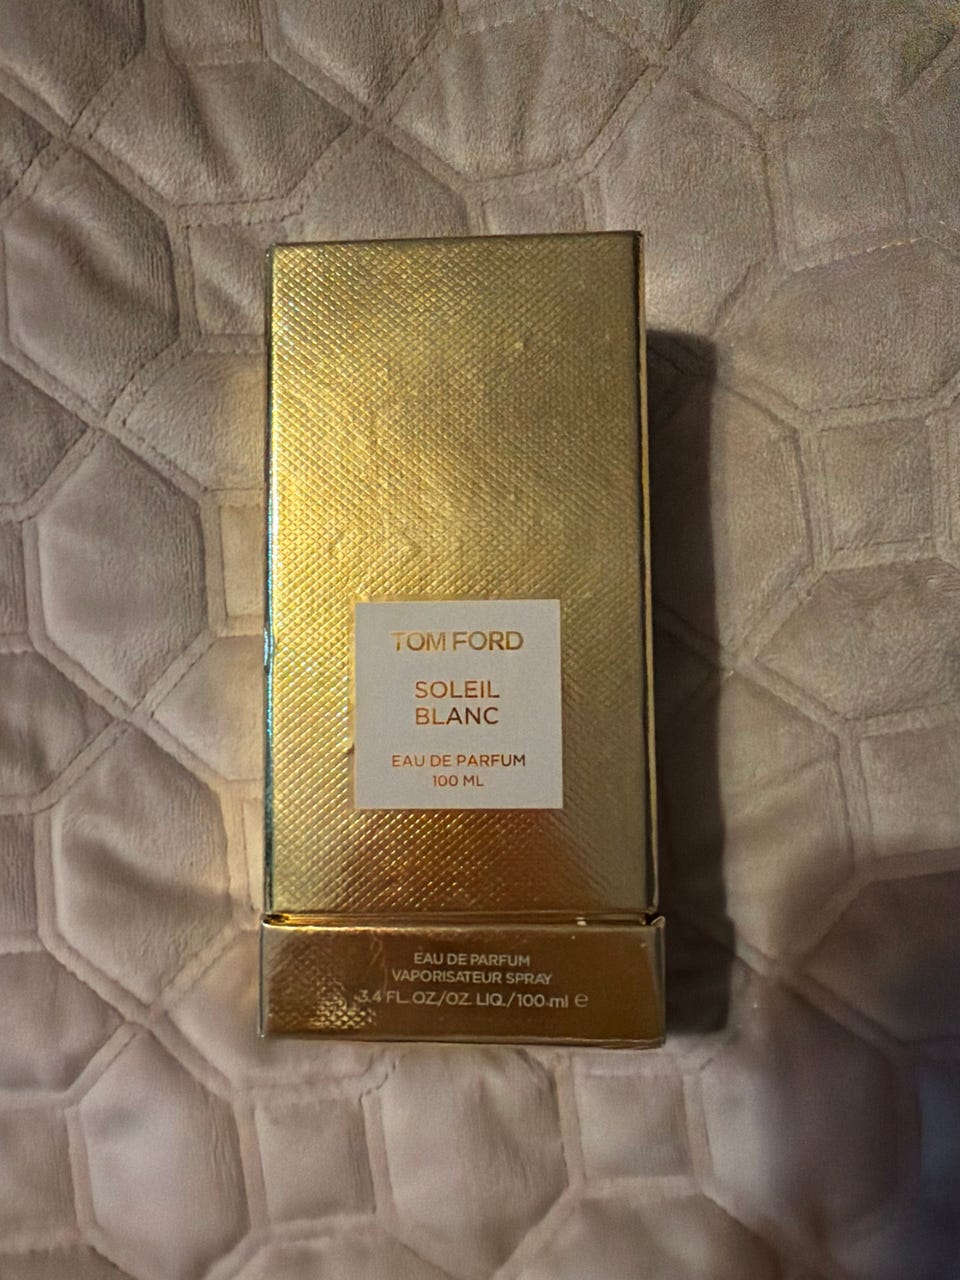 TOM FORD
SOLEIL
BLANC
EAU DE PARFUM
100 ML
EAU DE PARFUM
VAPORISATEUR SPRAY
3.4 FL. OZ./OZ. LIQ./100 ml ℮